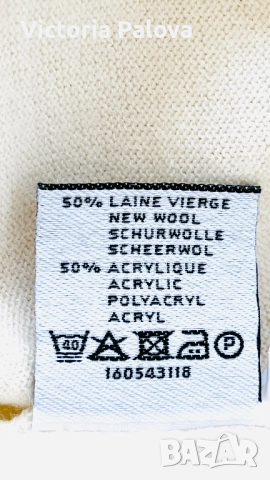 Victoria Palova
50% LAINE VIERGE
NEW WOOL
SCHURWOLLE
SCHEERWOL
50% ACRYLIQUE
ACRYLIC
POLYACRYL
ACRYL
40 P
160543118
BAZAR